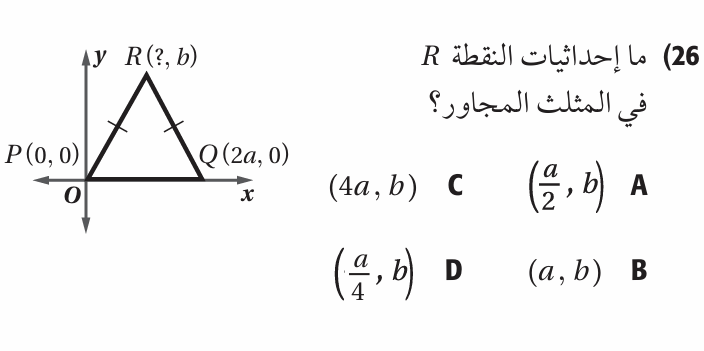 26) ما إحداثيات النقطة R
في المثلث المجاور؟
A (a/2, b)
C (4a, b)
B (a, b)
D (a/4, b)
y
R(?, b)
P(0, 0)
Q(2a, 0)
O
x